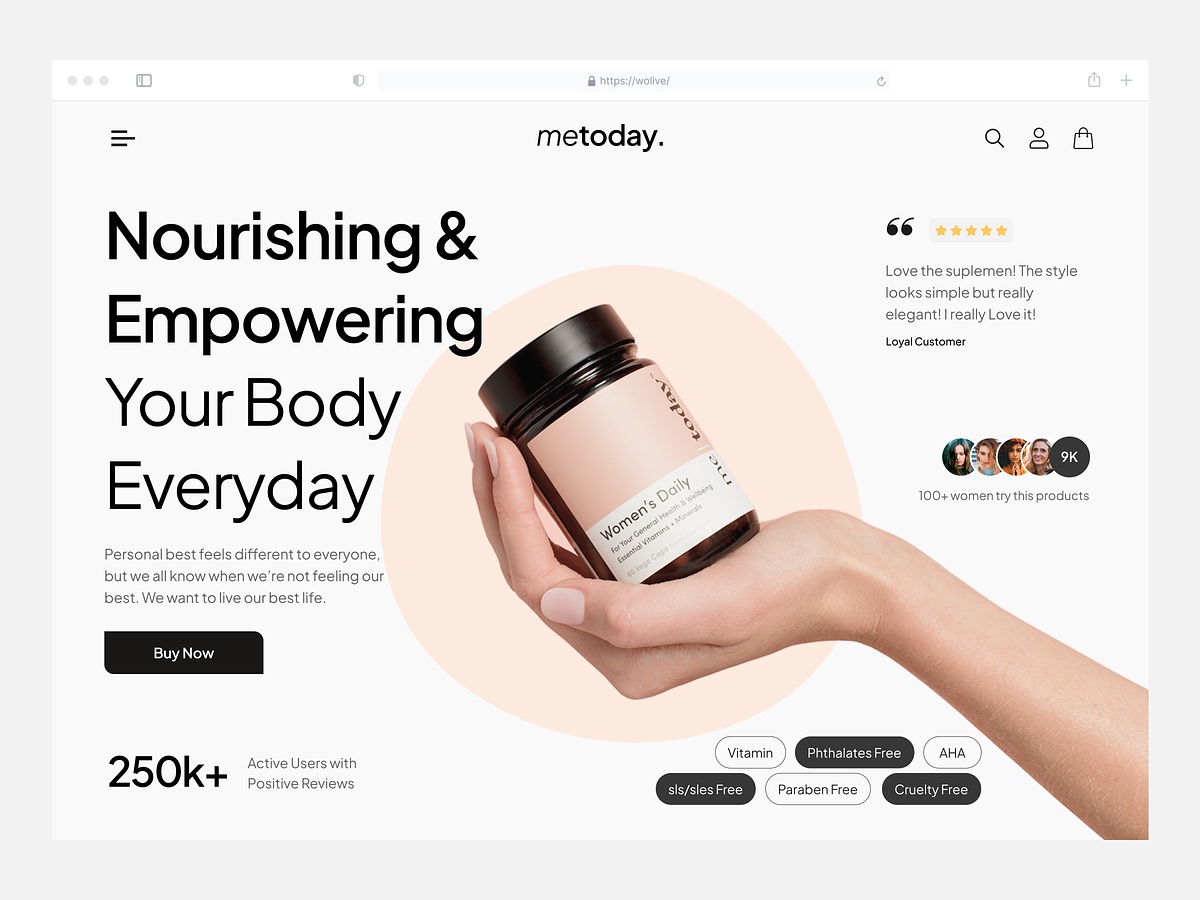 https://wolive/
metoday.
Nourishing &
Empowering
Your Body
Everyday
Personal best feels different to everyone,
but we all know when we're not feeling our
best. We want to live our best life.
Buy Now
250k+
Active Users with
Positive Reviews
me | today.
Women's Daily
For Your General Health & Wellbeing
Essential Vitamins + Minerals
60 Vege Caps
“
Love the suplemen! The style
looks simple but really
elegant! I really Love it!
Loyal Customer
9K
100+ women try this products
Vitamin
Phthalates Free
AHA
sls/sles Free
Paraben Free
Cruelty Free